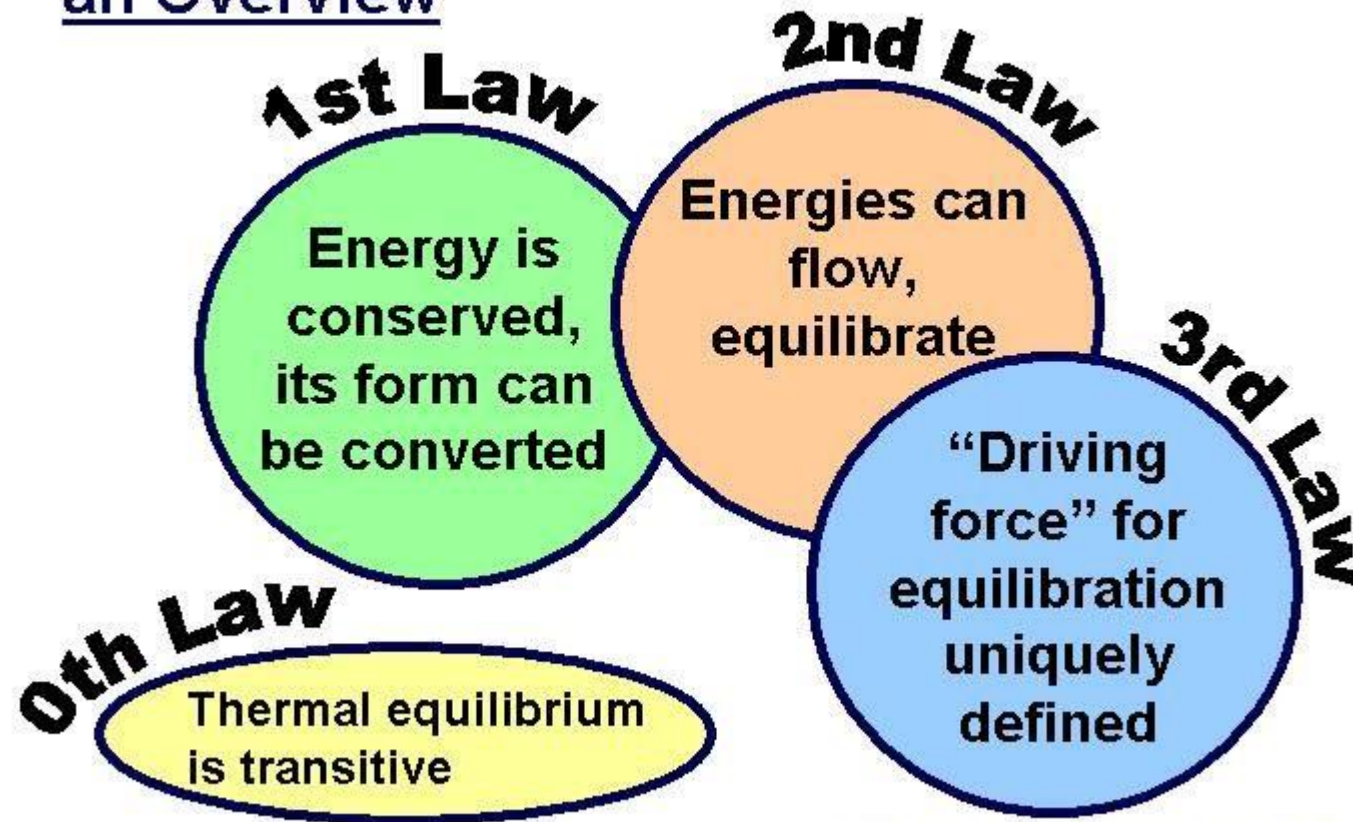 an Overview
1st Law
Energy is
conserved,
its form can
be converted
2nd Law
Energies can
flow,
equilibrate
3rd Law
“Driving
force” for
equilibration
uniquely
defined
0th Law
Thermal equilibrium
is transitive